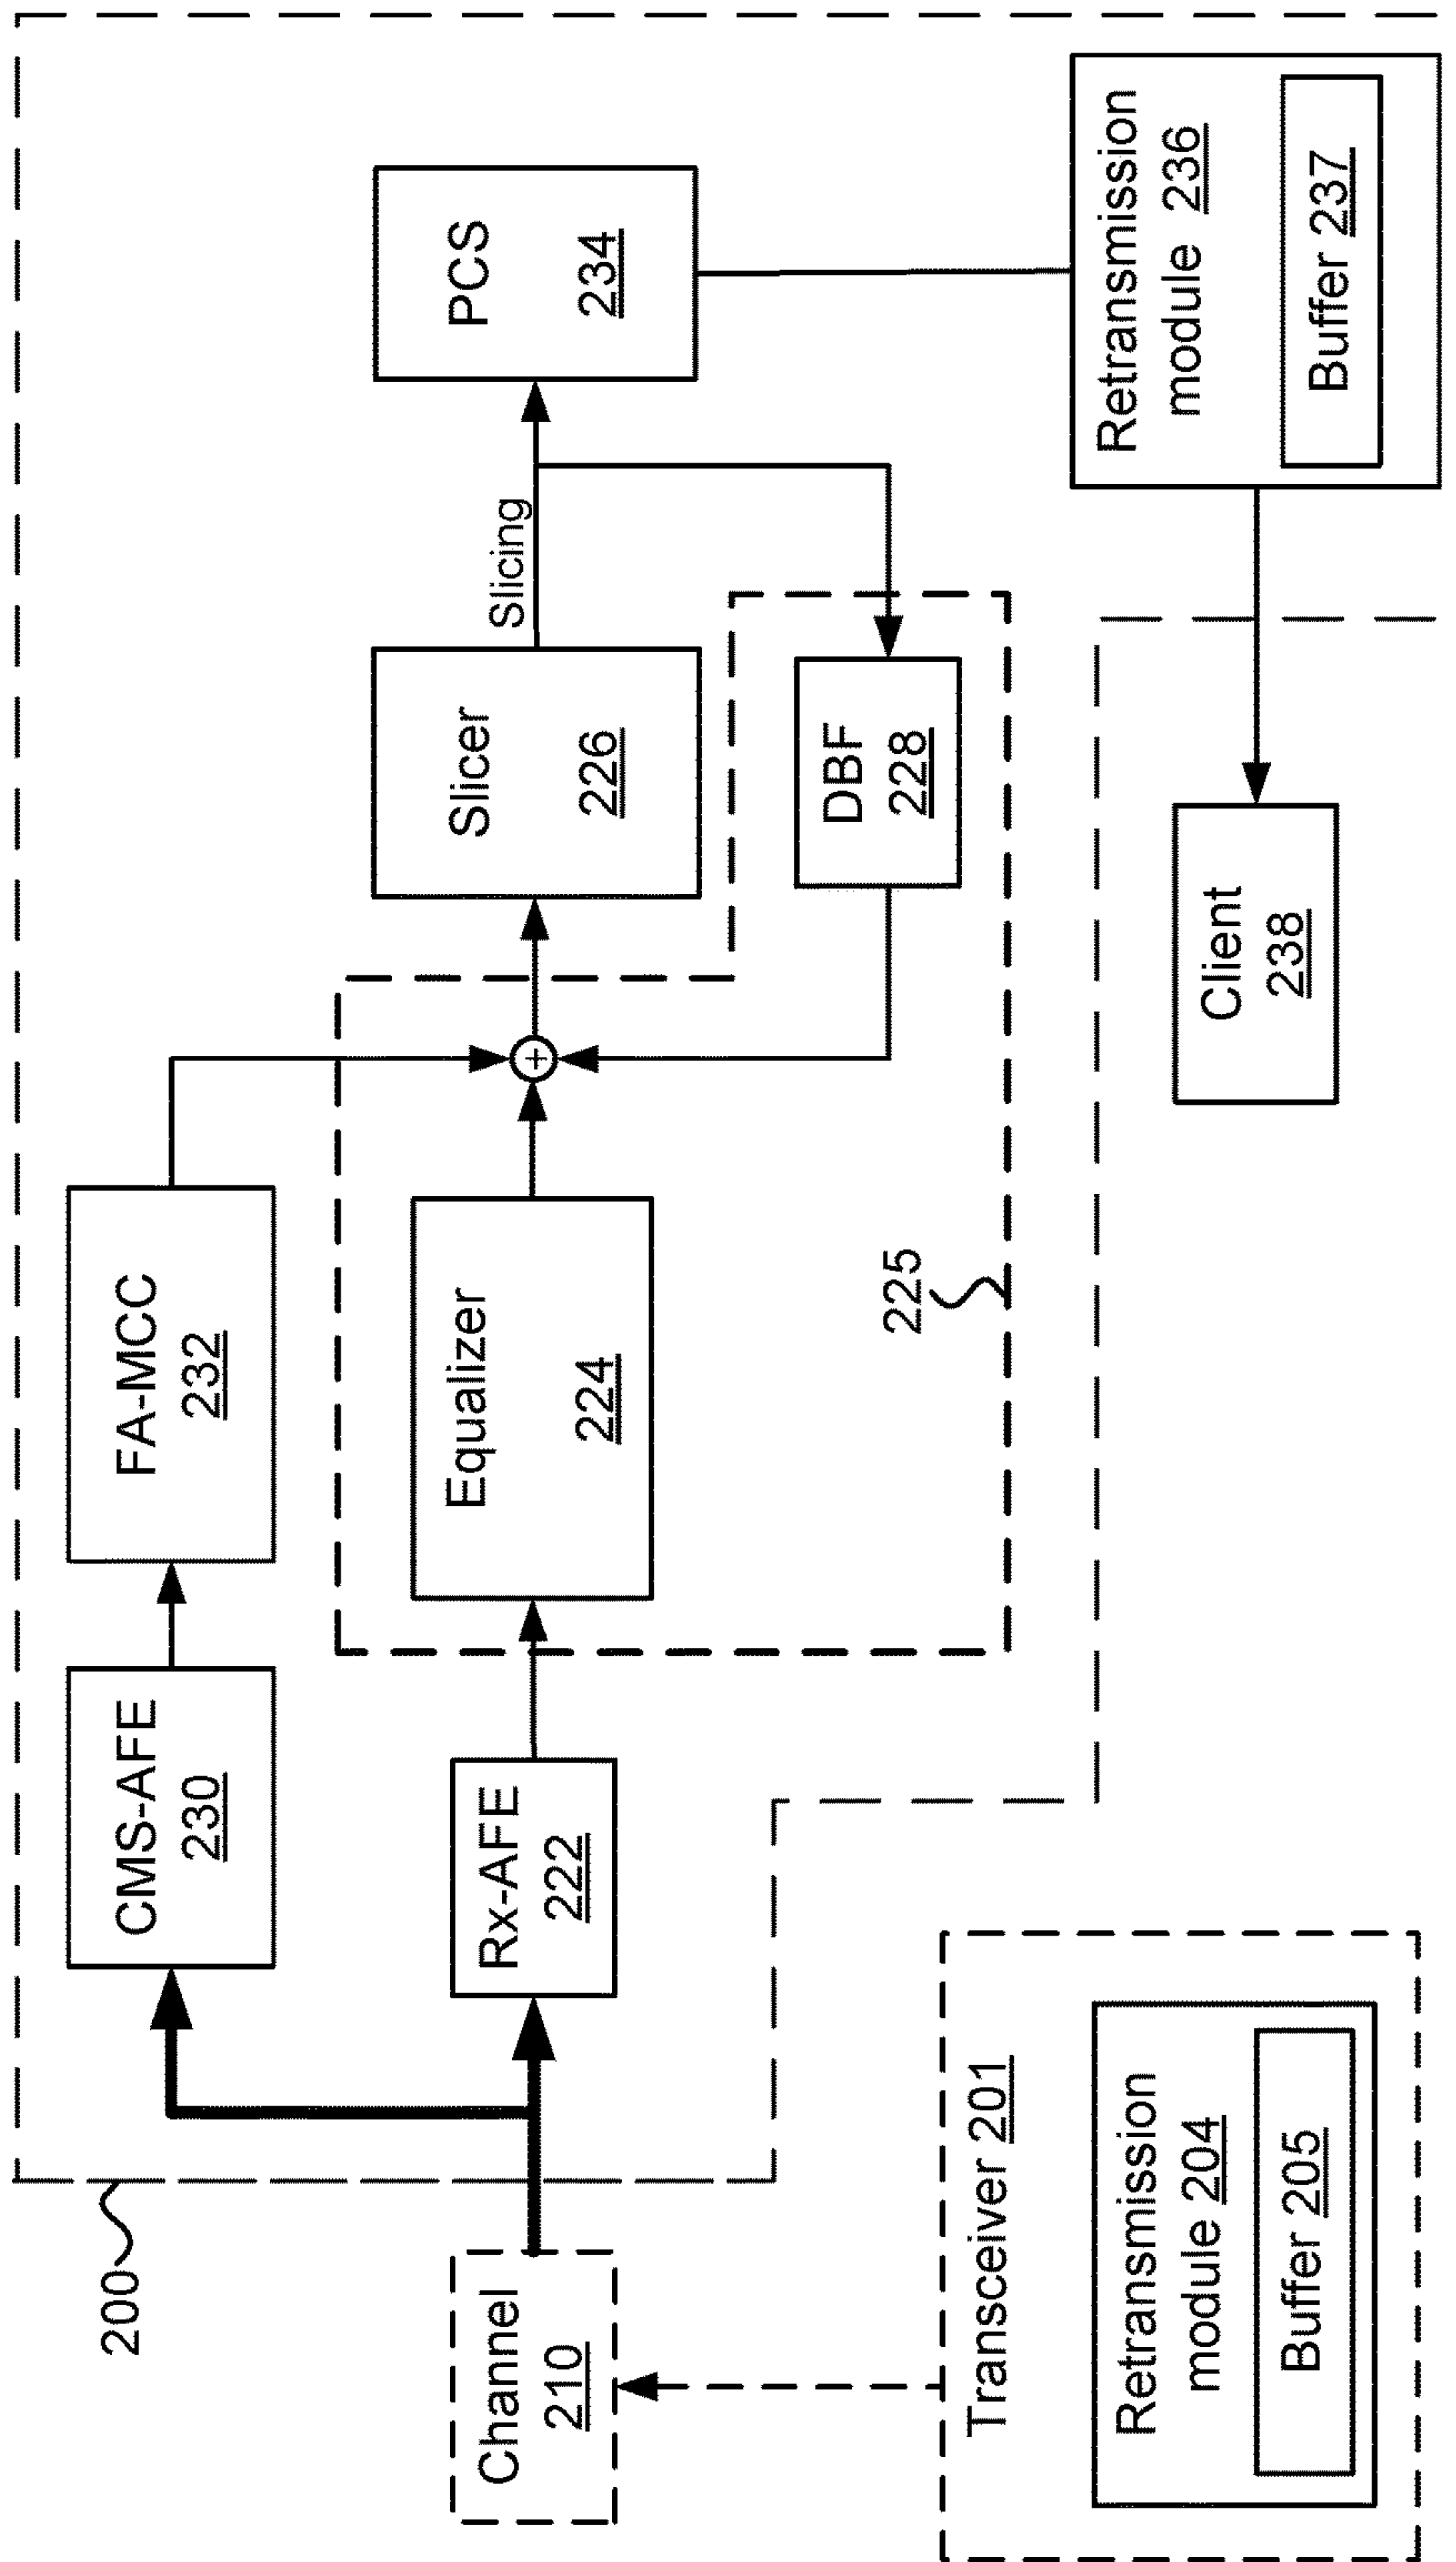 200
CMS-AFE
230
FA-MCC
232
Channel
210
Rx-AFE
222
Equalizer
224
Slicer
226
Slicing
PCS
234
225
DBF
228
Transceiver 201
Retransmission
module 204
Buffer 205
Client
238
Retransmission
module 236
Buffer 237
+